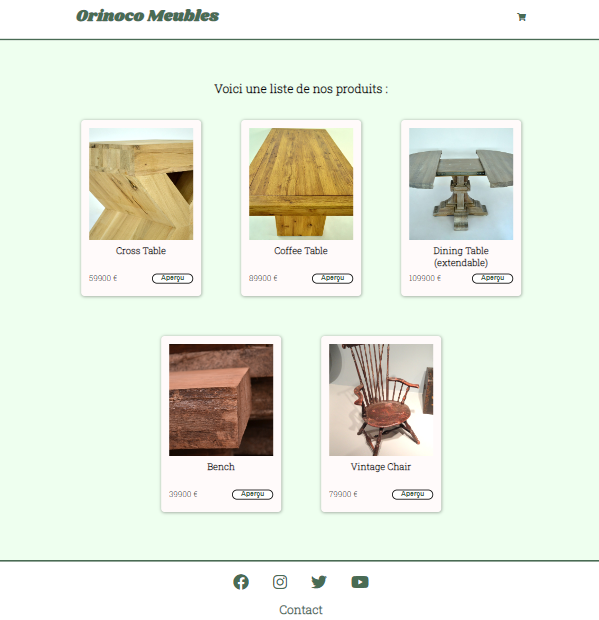 Orinoco Meubles
Voici une liste de nos produits :
Cross Table
59900 €
Aperçu
Coffee Table
89900 €
Aperçu
Dining Table
(extendable)
109900 €
Aperçu
Bench
39900 €
Aperçu
Vintage Chair
79900 €
Aperçu
Contact